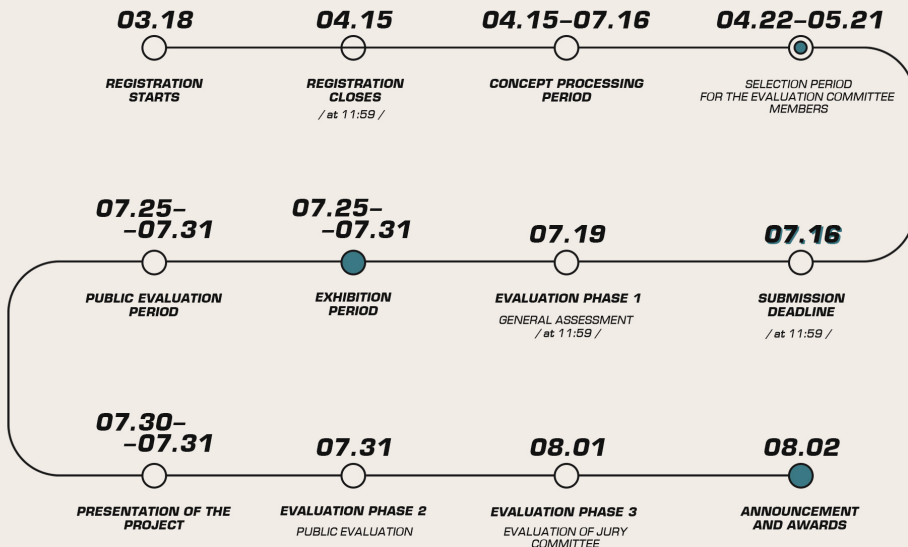 03.18
REGISTRATION
STARTS
04.15
REGISTRATION
CLOSES
/ at 11:59 /
04.15–07.16
CONCEPT PROCESSING
PERIOD
04.22–05.21
SELECTION PERIOD
FOR THE EVALUATION COMMITTEE
MEMBERS
07.16
SUBMISSION
DEADLINE
/ at 11:59 /
07.19
EVALUATION PHASE 1
GENERAL ASSESSMENT
/ at 11:59 /
07.25–
–07.31
EXHIBITION
PERIOD
07.25–
–07.31
PUBLIC EVALUATION
PERIOD
07.30–
–07.31
PRESENTATION OF THE
PROJECT
07.31
EVALUATION PHASE 2
PUBLIC EVALUATION
08.01
EVALUATION PHASE 3
EVALUATION OF JURY
COMMITTEE
08.02
ANNOUNCEMENT
AND AWARDS